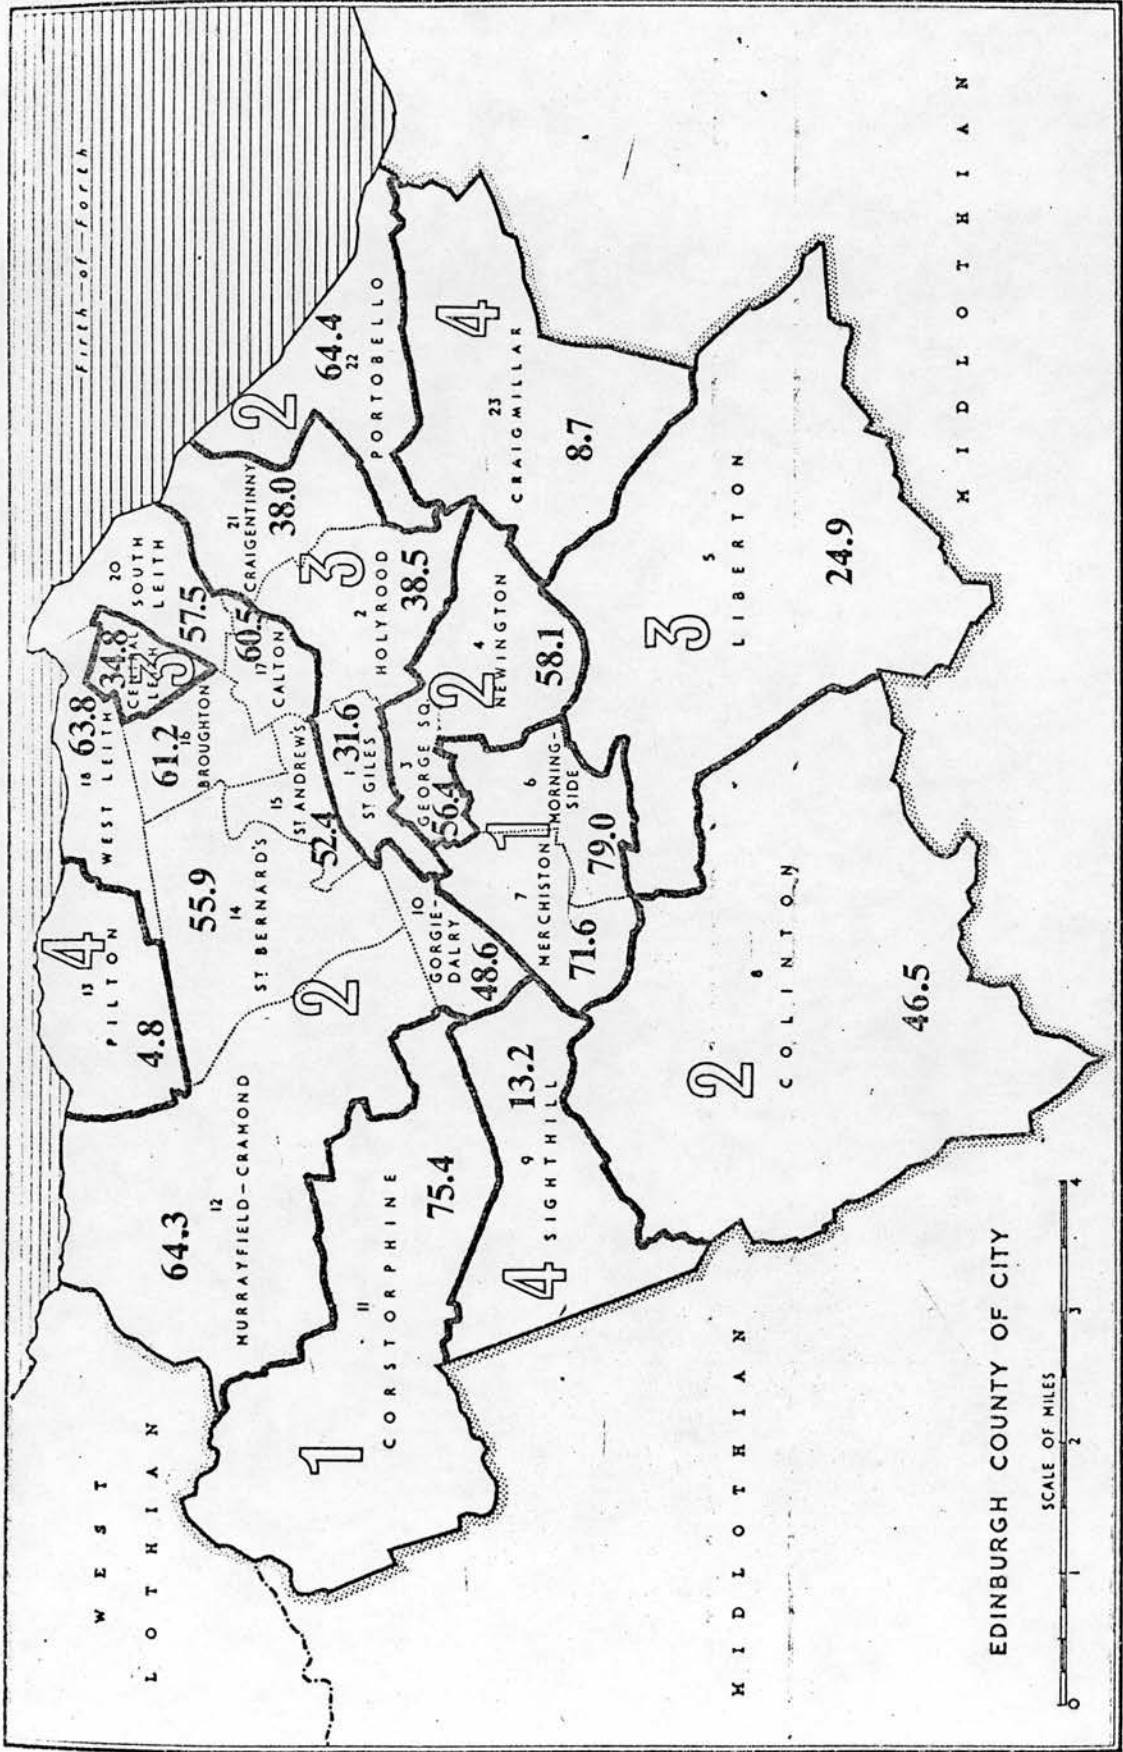 Firth-of-Forth
WEST
LOTHIAN
MIDLOTHIAN
MIDLOTHIAN
64.3
12
MURRAYFIELD-CRAMOND
1
11
CORSTORPHINE
75.4
4
9
SIGHTHILL
13.2
13
PILTON
4
4.8
55.9
14
ST BERNARD'S
2
18
63.8
WEST LEITH
61.2
16
BROUGHTON
34.8
CENTRAL
LEITH
3
20
SOUTH
LEITH
57.5
15
ST ANDREWS
52.4
60.5
17
CALTON
21
CRAIGENTINNY
38.0
3
2
HOLYROOD
38.5
1
31.6
ST GILES
3
GEORGE SQ.
56.4
2
4
NEWINGTON
58.1
2
64.4
22
PORTOBELLO
4
23
CRAIGMILLAR
8.7
10
GORGIE-
DALRY
48.6
1
7
MERCHISTON
71.6
6
MORNING-
SIDE
79.0
2
8
COLINTON
46.5
3
5
LIBERTON
24.9
EDINBURGH COUNTY OF CITY
SCALE OF MILES
0 1 2 3 4